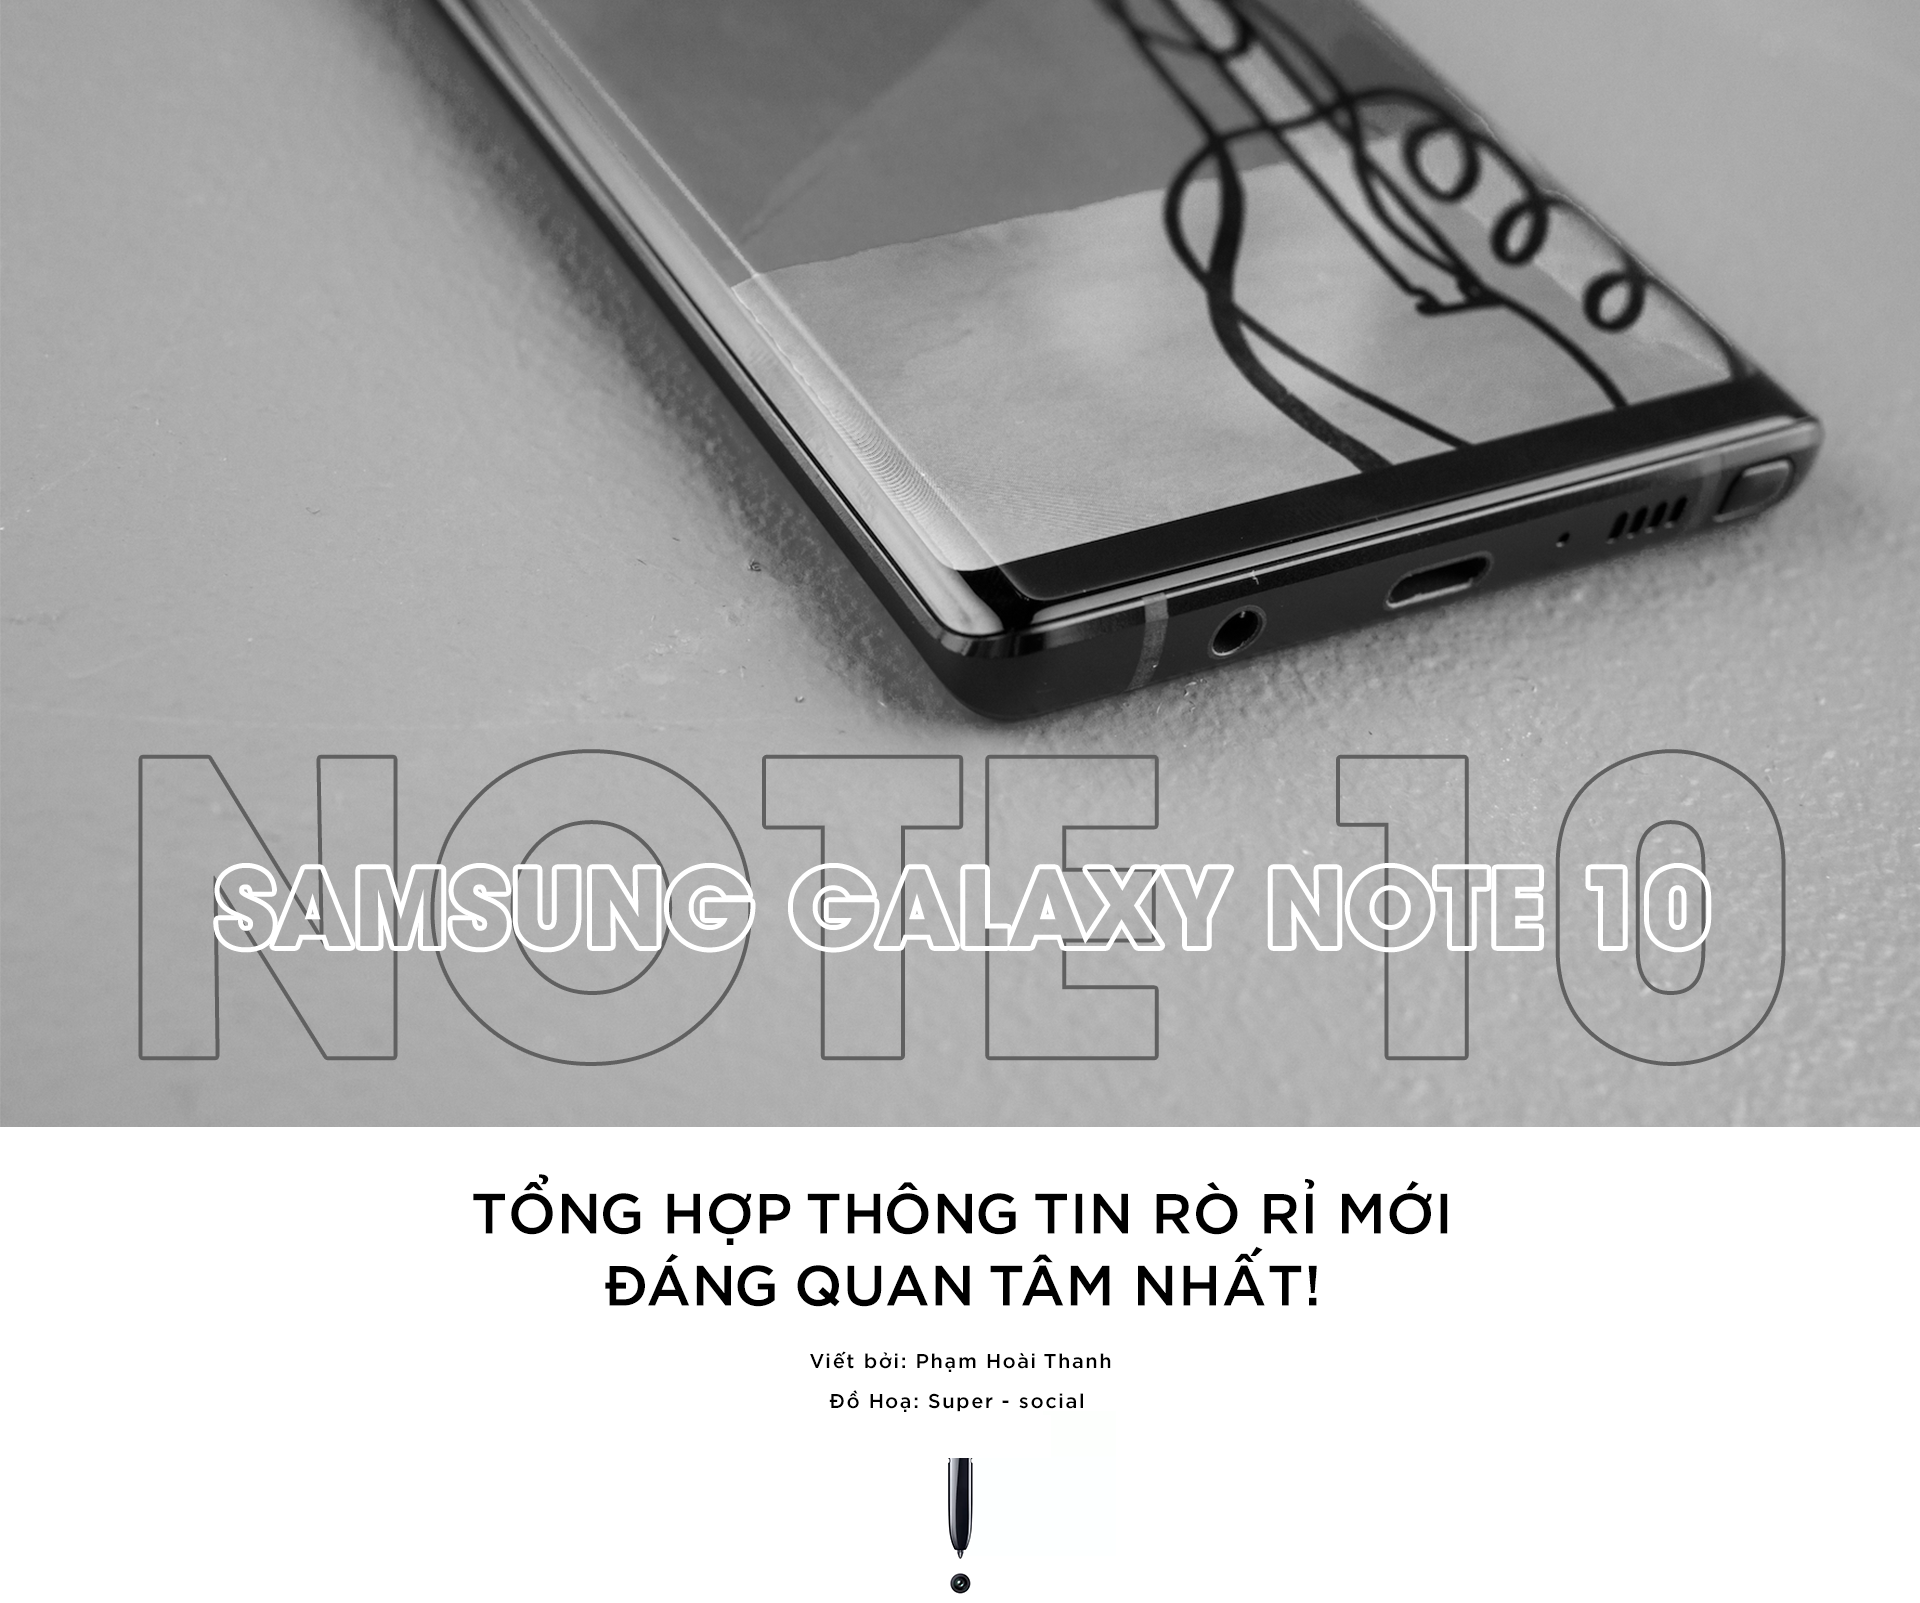 NOTE 10
SAMSUNG GALAXY NOTE 10
TỔNG HỢP THÔNG TIN RÒ RỈ MỚI
ĐÁNG QUAN TÂM NHẤT!
Viết bởi: Phạm Hoài Thanh
Đồ Hoạ: Super - social